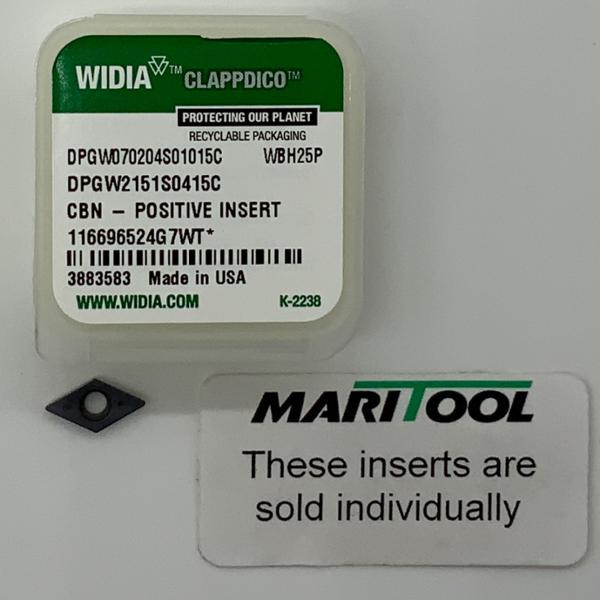 WIDIA™ CLAPPDICO™
PROTECTING OUR PLANET
RECYCLABLE PACKAGING
DPGW070204S01015C WBH25P
DPGW2151S0415C
CBN – POSITIVE INSERT
116696524G7WT*
3883583 Made in USA
WWW.WIDIA.COM K-2238
MARITOOL
These inserts are
sold individually